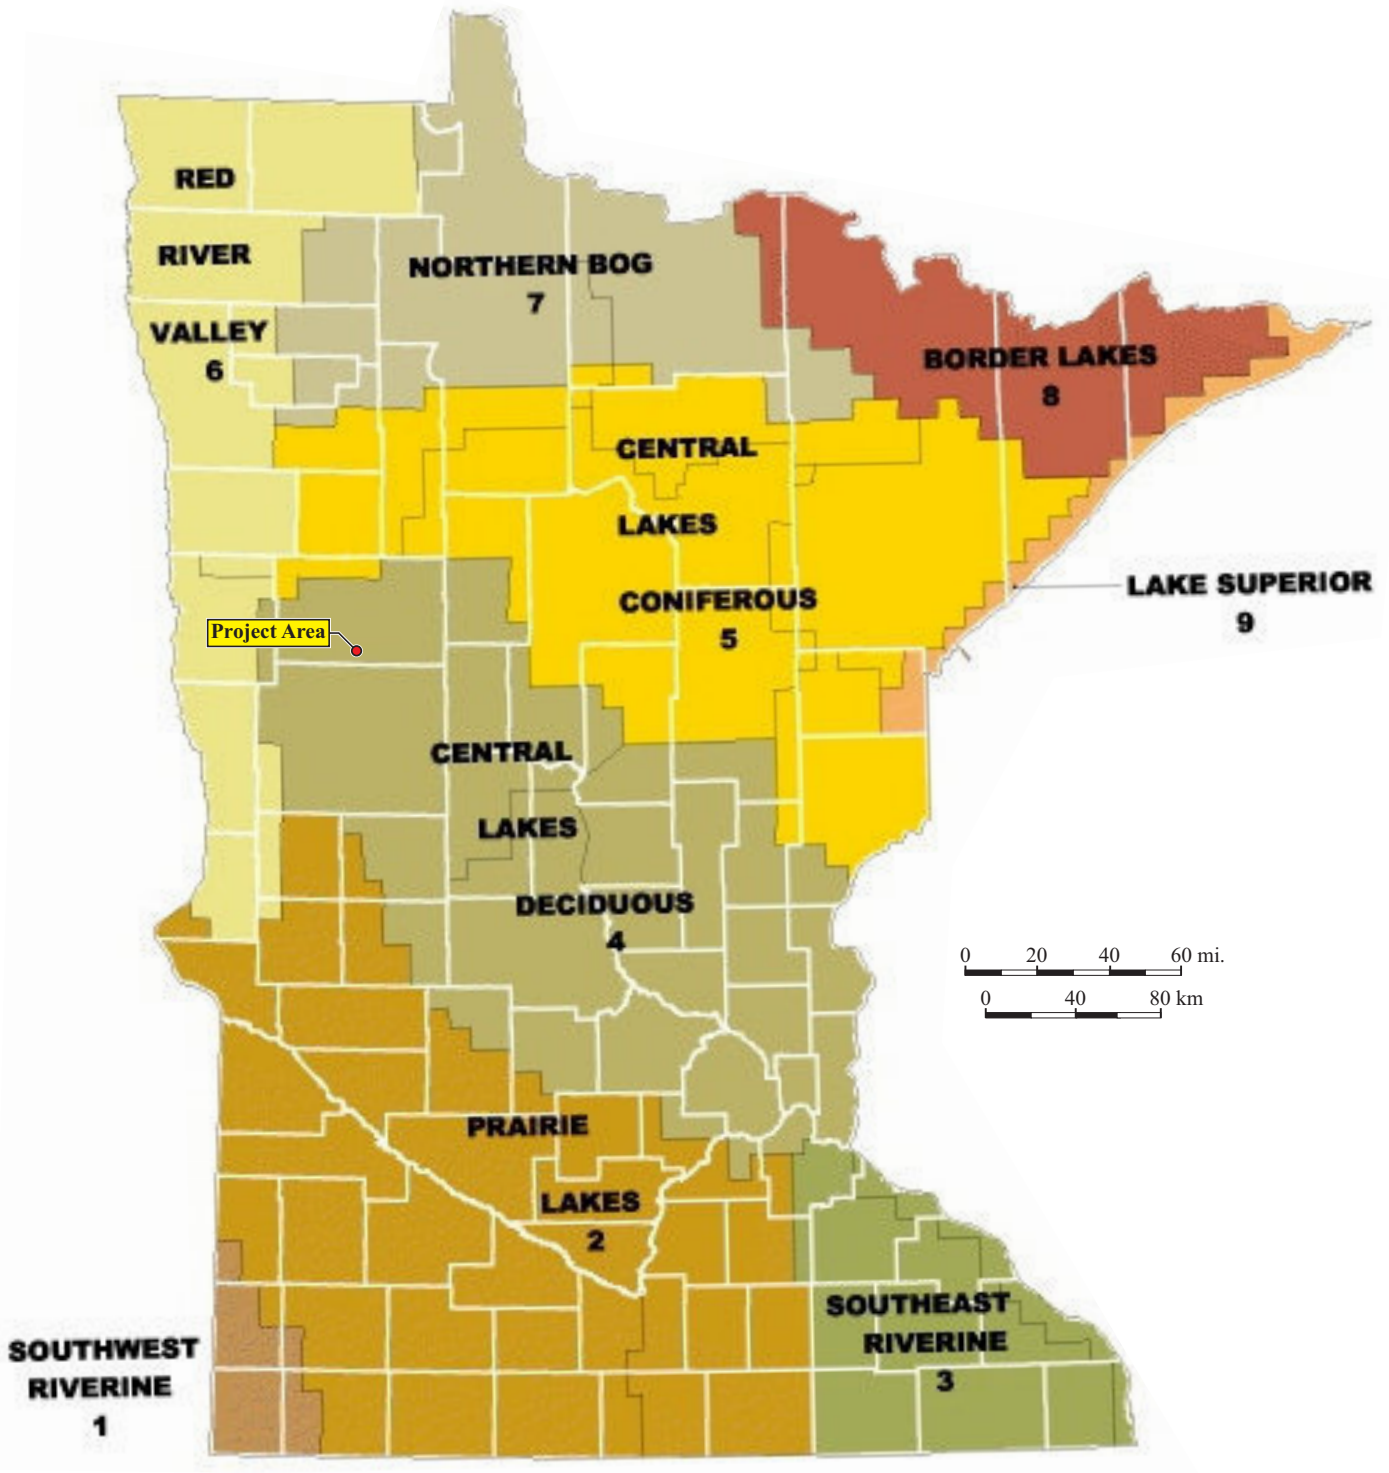 RED
RIVER
VALLEY
6
NORTHERN BOG
7
BORDER LAKES
8
CENTRAL
LAKES
CONIFEROUS
5
LAKE SUPERIOR
9
Project Area
CENTRAL
LAKES
DECIDUOUS
4
0 20 40 60 mi.
0 40 80 km
PRAIRIE
LAKES
2
SOUTHEAST
RIVERINE
3
SOUTHWEST
RIVERINE
1